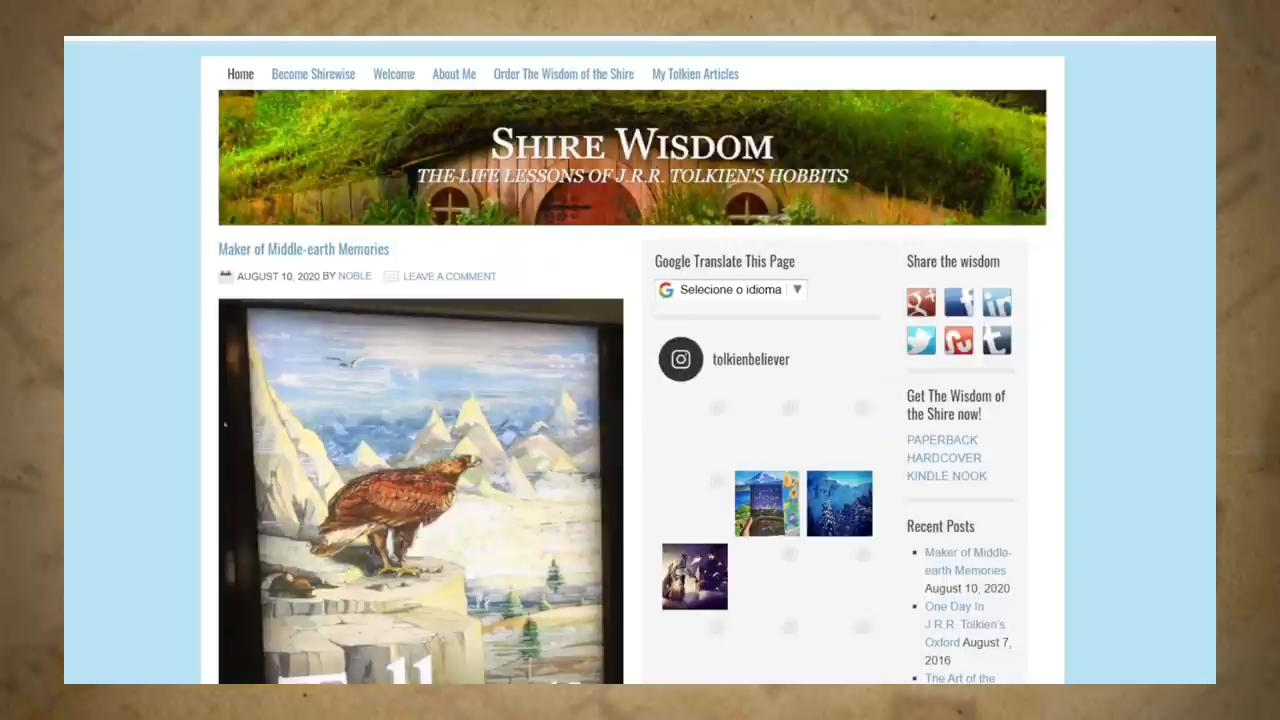 Home Become Shirewise Welcome About Me Order The Wisdom of the Shire My Tolkien Articles
SHIRE WISDOM
THE LIFE LESSONS OF J.R.R. TOLKIEN'S HOBBITS
Maker of Middle-earth Memories
AUGUST 10, 2020 BY NOBLE LEAVE A COMMENT
Google Translate This Page
Selecione o idioma ▼
tolkienbeliever
Share the wisdom
Get The Wisdom of
the Shire now!
PAPERBACK
HARDCOVER
KINDLE NOOK
Recent Posts
Maker of Middle-
earth Memories
August 10, 2020
One Day In
J.R.R. Tolkien's
Oxford August 7,
2016
The Art of the